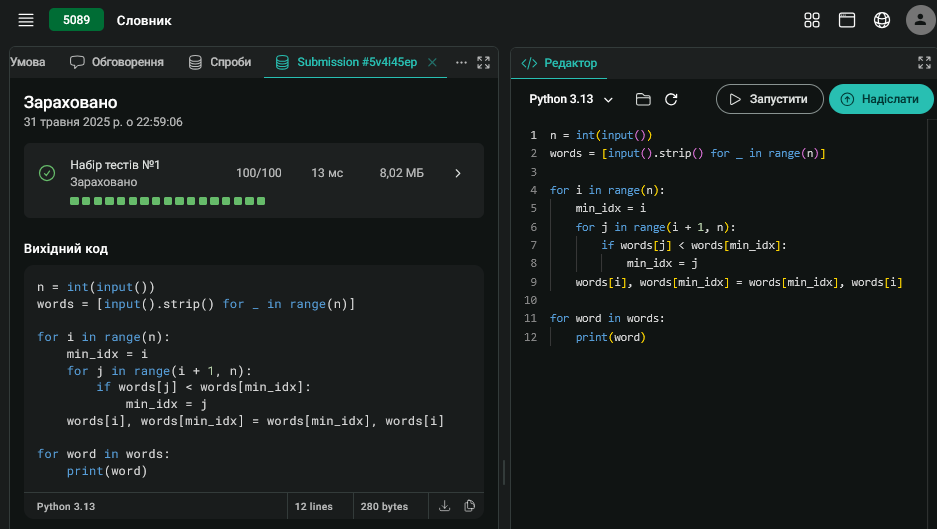 5089 Словник
Умова Обговорення Спроби Submission #5v4i45ep
Зараховано
31 травня 2025 р. о 22:59:06
Набір тестів №1
Зараховано
100/100 13 мс 8,02 МБ
Вихідний код
n = int(input())
words = [input().strip() for _ in range(n)]
for i in range(n):
    min_idx = i
    for j in range(i + 1, n):
        if words[j] < words[min_idx]:
            min_idx = j
    words[i], words[min_idx] = words[min_idx], words[i]
for word in words:
    print(word)
Python 3.13 12 lines 280 bytes
Редактор
Python 3.13 Запустити Надіслати
1 n = int(input())
2 words = [input().strip() for _ in range(n)]
3
4 for i in range(n):
5     min_idx = i
6     for j in range(i + 1, n):
7         if words[j] < words[min_idx]:
8             min_idx = j
9     words[i], words[min_idx] = words[min_idx], words[i]
10
11 for word in words:
12     print(word)